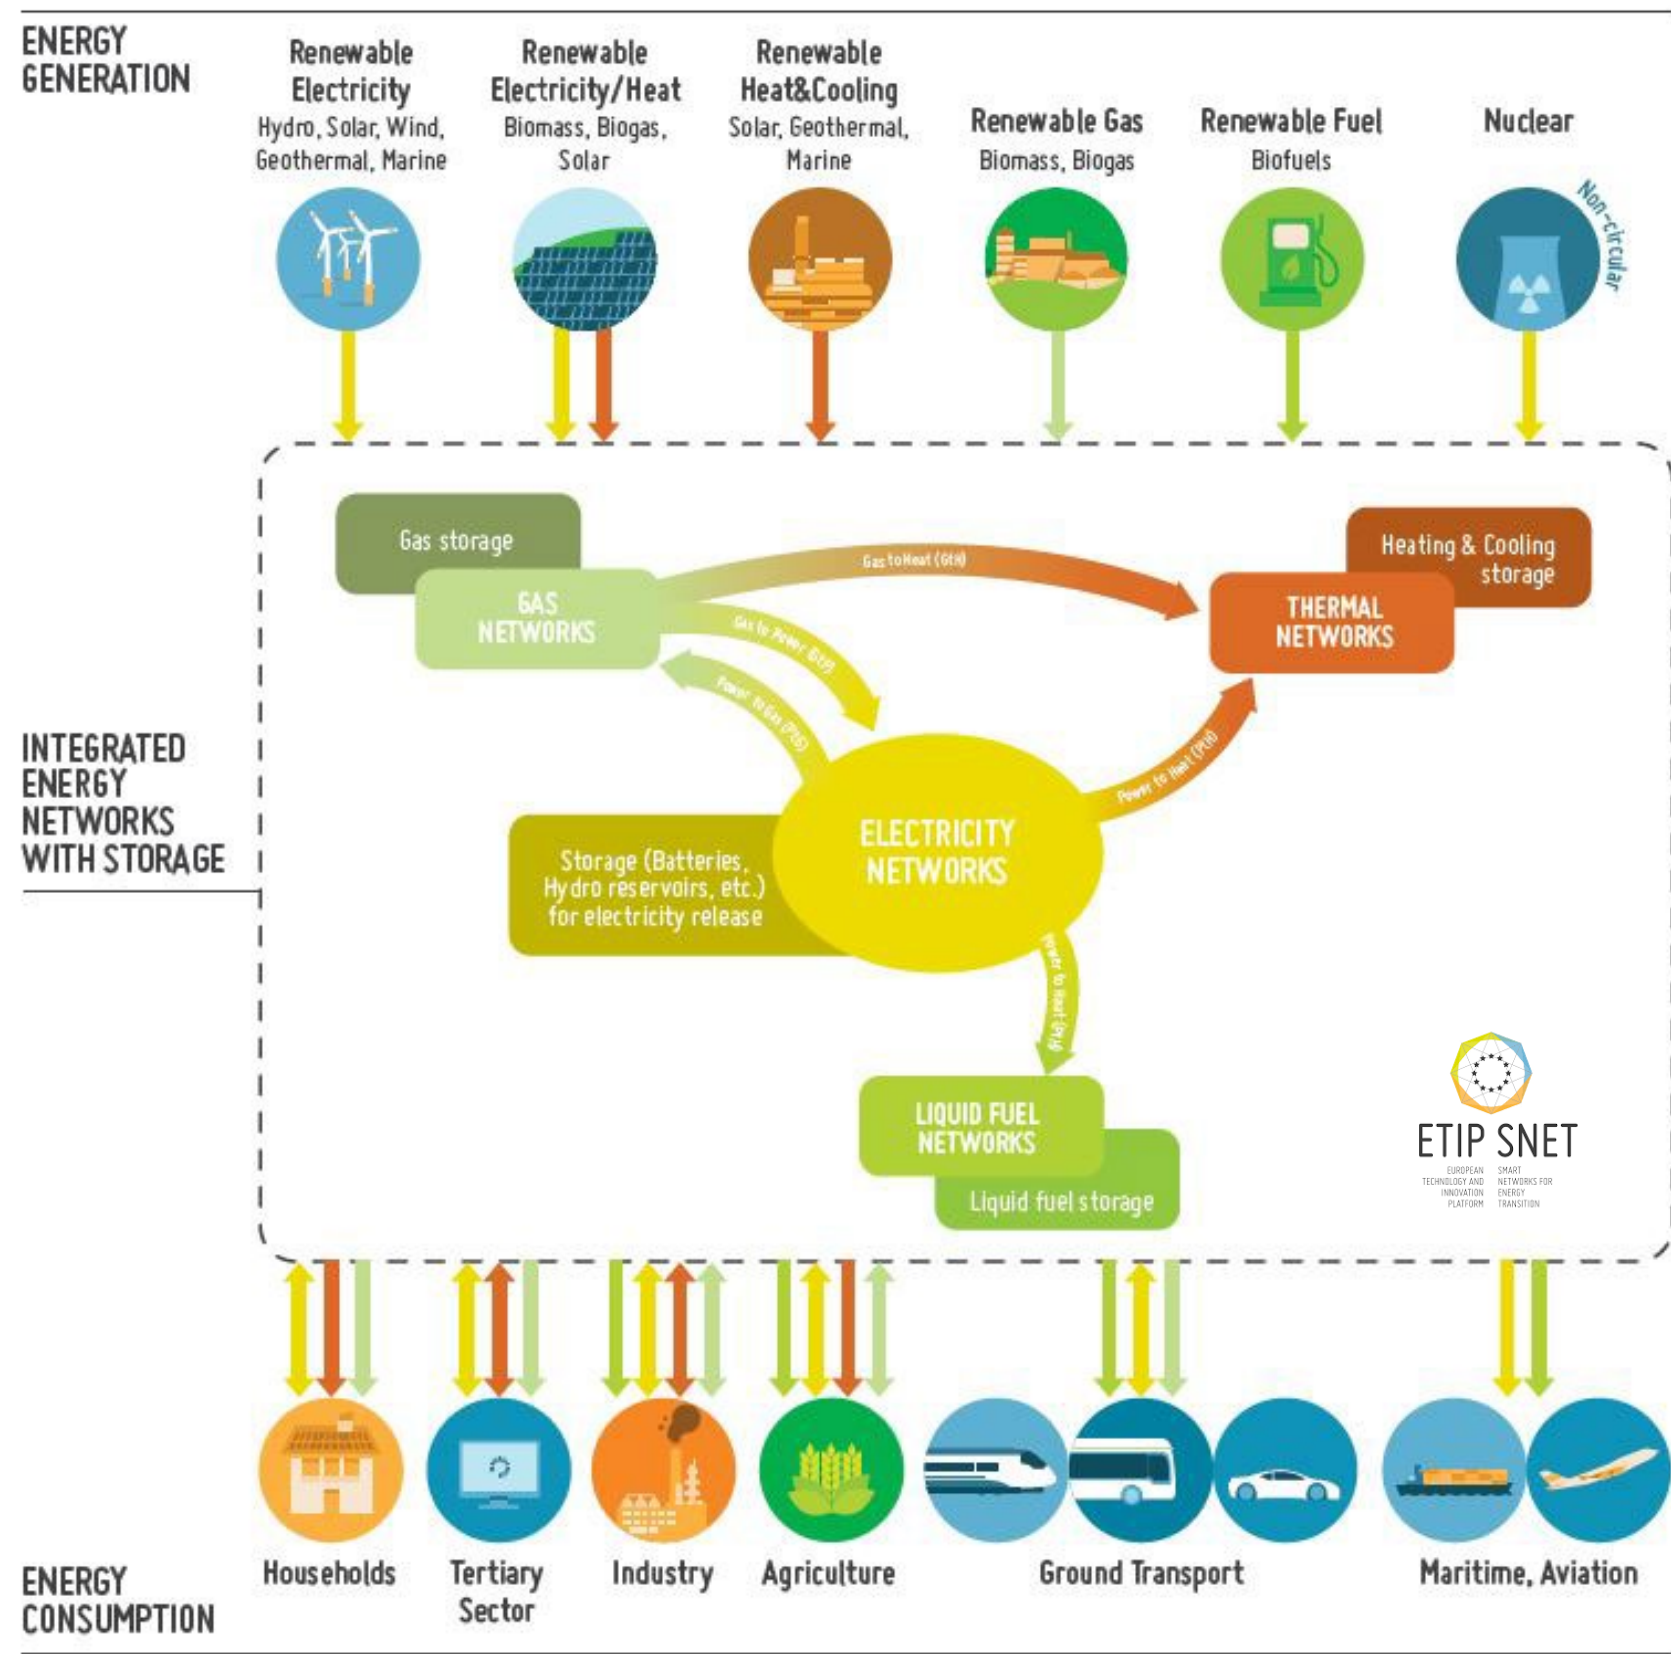 ENERGY
GENERATION
Renewable
Electricity
Hydro, Solar, Wind,
Geothermal, Marine
Renewable
Electricity/Heat
Biomass, Biogas,
Solar
Renewable
Heat&Cooling
Solar, Geothermal,
Marine
Renewable Gas
Biomass, Biogas
Renewable Fuel
Biofuels
Nuclear
Non-circular
INTEGRATED
ENERGY
NETWORKS
WITH STORAGE
Gas storage
GAS
NETWORKS
Gas to Heat (GtH)
Heating & Cooling
storage
THERMAL
NETWORKS
Gas to Power (GtP)
Power to Gas (PtG)
Power to Heat (PtH)
ELECTRICITY
NETWORKS
Storage (Batteries,
Hydro reservoirs, etc.)
for electricity release
Power to Heat (PtH)
LIQUID FUEL
NETWORKS
Liquid fuel storage
ETIP SNET
EUROPEAN
TECHNOLOGY AND
INNOVATION
PLATFORM
SMART
NETWORKS FOR
ENERGY
TRANSITION
ENERGY
CONSUMPTION
Households
Tertiary
Sector
Industry
Agriculture
Ground Transport
Maritime, Aviation